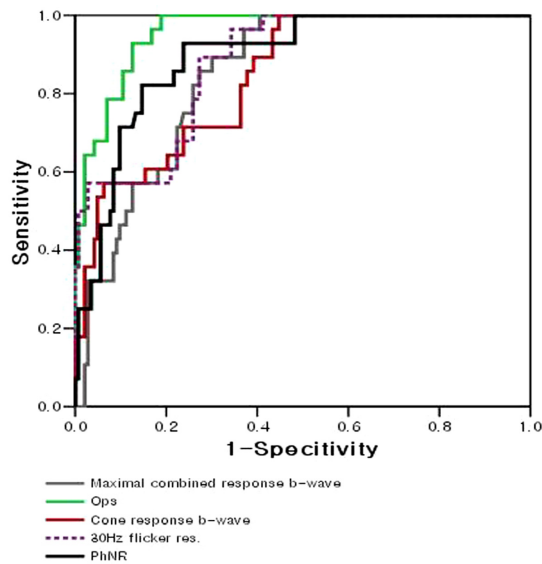 1.0
0.8
0.6
0.4
0.2
0.0
Sensitivity
0.0 0.2 0.4 0.6 0.8 1.0
1-Specitivity
Maximal combined response b-wave
Ops
Cone response b-wave
30Hz flicker res.
PhNR